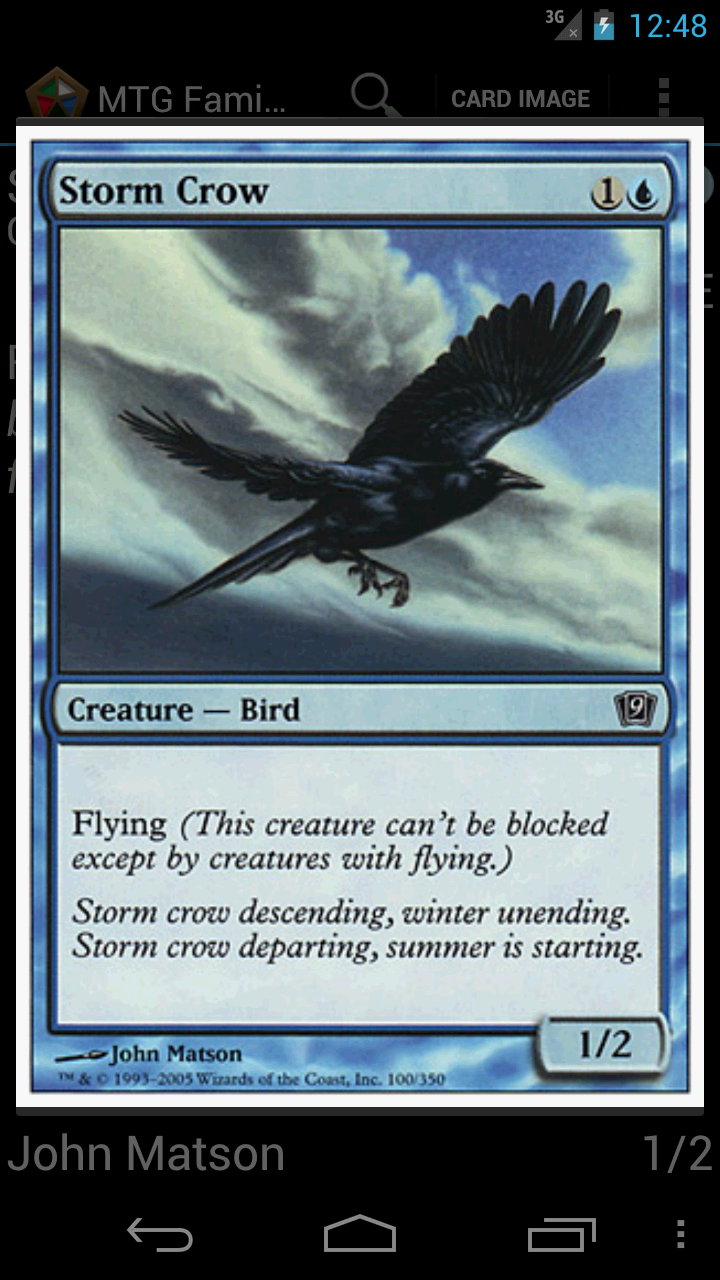 3G
12:48
MTG Fami...
CARD IMAGE
Storm Crow
1
Creature — Bird
9
Flying (This creature can't be blocked
except by creatures with flying.)
Storm crow descending, winter unending.
Storm crow departing, summer is starting.
1/2
John Matson
™ & © 1993–2005 Wizards of the Coast, Inc. 100/350
John Matson
1/2